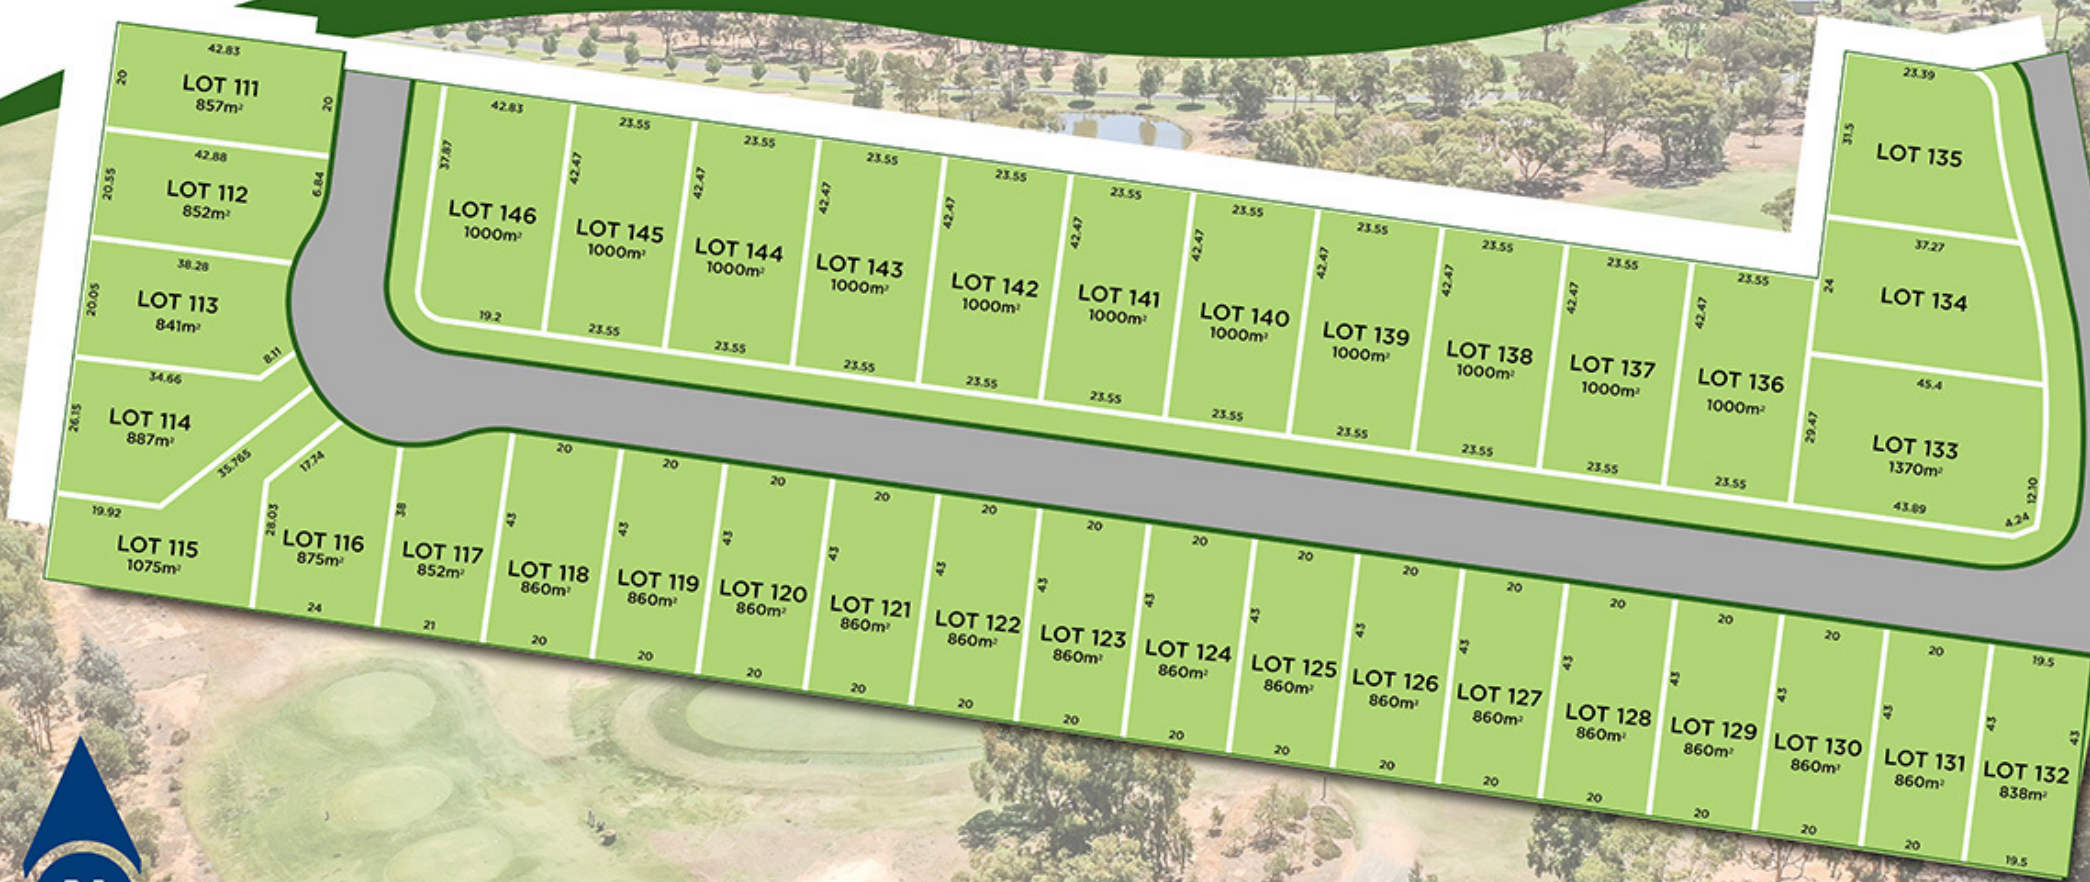 42.83
20
LOT 111
857m²
20
42.88
20.55
LOT 112
852m²
6.84
38.28
20.05
LOT 113
841m²
8.11
34.66
26.15
LOT 114
887m²
35.765
19.92
LOT 115
1075m²
17.74
28.03
LOT 116
875m²
24
38
LOT 117
852m²
21
20
43
LOT 118
860m²
20
20
43
LOT 119
860m²
20
20
43
LOT 120
860m²
20
20
43
LOT 121
860m²
20
20
43
LOT 122
860m²
20
20
43
LOT 123
860m²
20
20
43
LOT 124
860m²
20
20
43
LOT 125
860m²
20
20
43
LOT 126
860m²
20
20
43
LOT 127
860m²
20
20
43
LOT 128
860m²
20
20
43
LOT 129
860m²
20
20
43
LOT 130
860m²
20
20
43
LOT 131
860m²
20
19.5
43
43
LOT 132
838m²
19.5
42.83
37.87
LOT 146
1000m²
19.2
23.55
42.47
LOT 145
1000m²
23.55
23.55
42.47
LOT 144
1000m²
23.55
23.55
42.47
LOT 143
1000m²
23.55
23.55
42.47
LOT 142
1000m²
23.55
23.55
42.47
LOT 141
1000m²
23.55
23.55
42.47
LOT 140
1000m²
23.55
23.55
42.47
LOT 139
1000m²
23.55
23.55
42.47
LOT 138
1000m²
23.55
23.55
42.47
LOT 137
1000m²
23.55
23.55
42.47
LOT 136
1000m²
23.55
23.39
31.5
LOT 135
37.27
24
LOT 134
45.4
29.47
LOT 133
1370m²
12.10
43.89
4.24